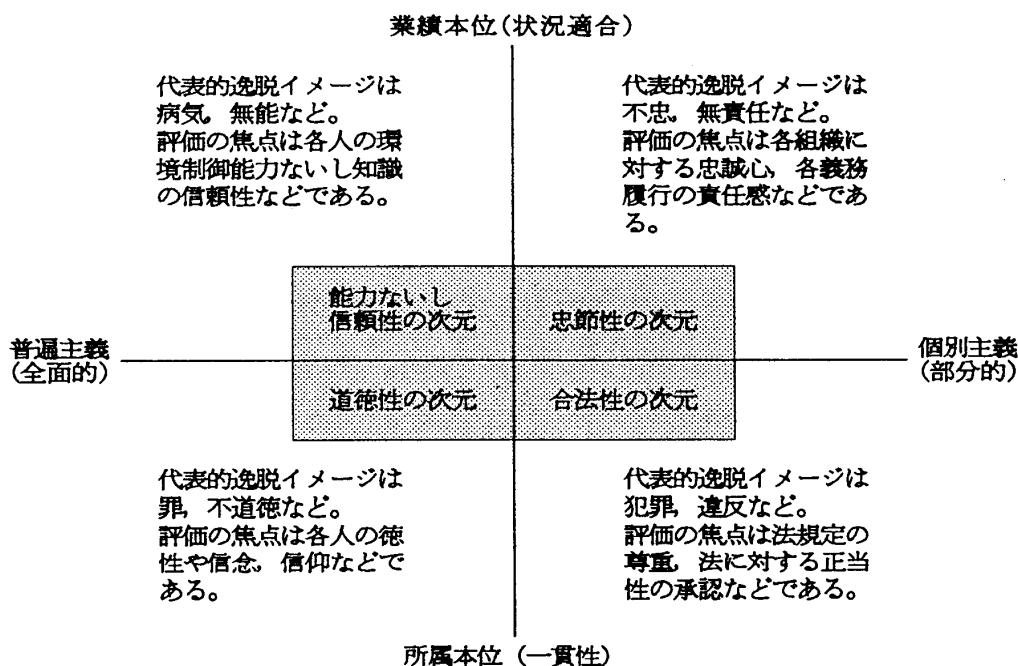 業績本位(状況適合)
代表的逸脱イメージは
病気，無能など。
評価の焦点は各人の環
境制御能力ないし知識
の信頼性などである。
代表的逸脱イメージは
不忠，無責任など。
評価の焦点は各組織に
対する忠誠心，各義務
履行の責任感などであ
る。
能力ないし
信頼性の次元
忠節性の次元
普遍主義
(全面的)
個別主義
(部分的)
道徳性の次元
合法性の次元
代表的逸脱イメージは
罪，不道徳など。
評価の焦点は各人の徳
性や信念，信仰などで
ある。
代表的逸脱イメージは
犯罪，違反など。
評価の焦点は法規定の
尊重，法に対する正当
性の承認などである。
所属本位（一貫性）